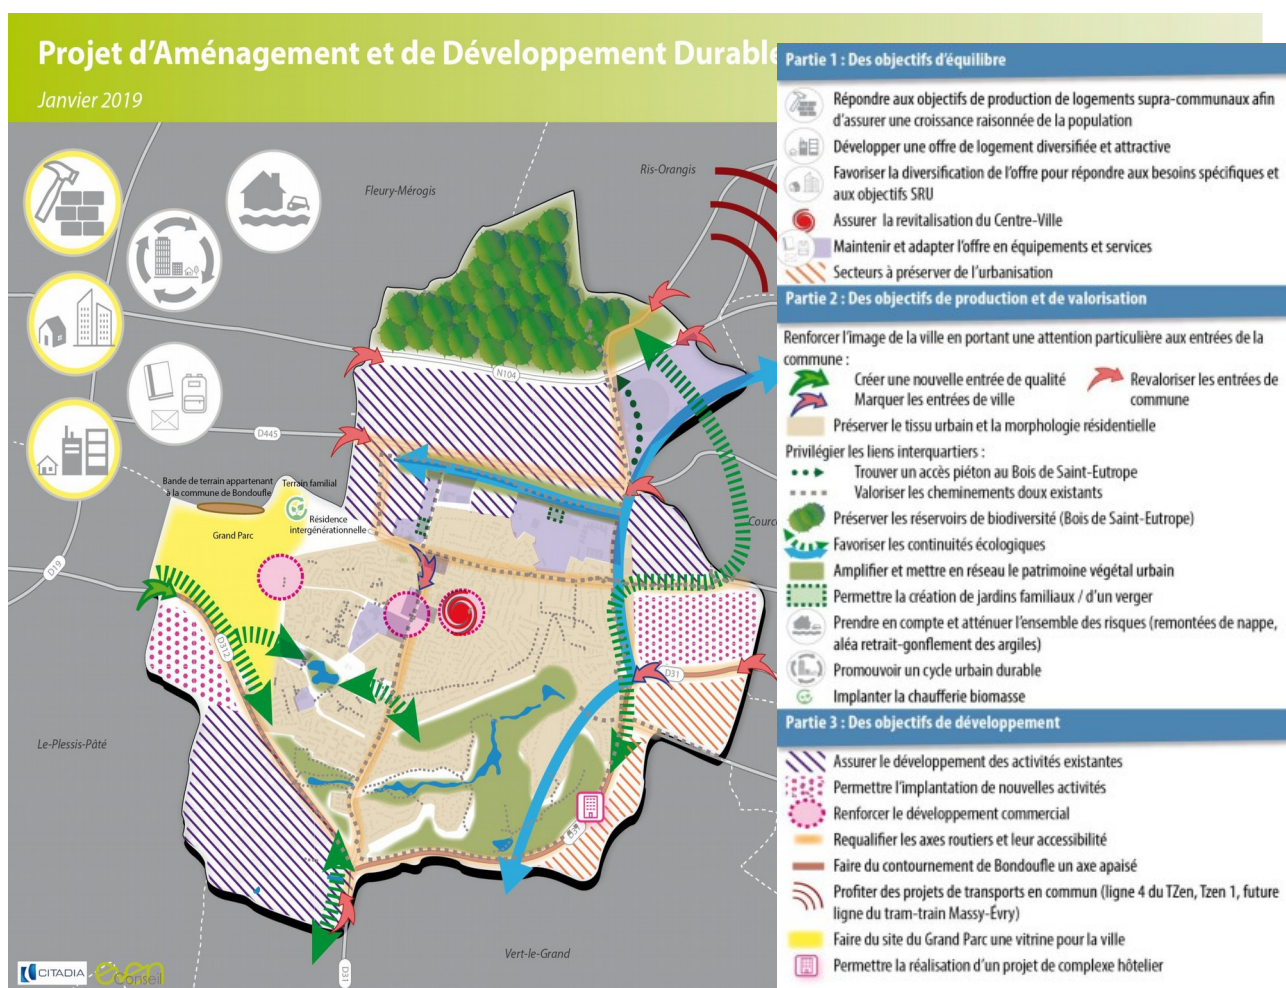 Projet d'Aménagement et de Développement Durable
Janvier 2019
Fleury-Mérogis
Ris-Orangis
N104
D445
Bande de terrain appartenant
à la commune de Bondoufle
Terrain familial
Résidence
intergénérationnelle
Grand Parc
D19
D312
D31
Le-Plessis-Pâté
Vert-le-Grand
D31
CITADIA
even
Conseil
Partie 1 : Des objectifs d'équilibre
Répondre aux objectifs de production de logements supra-communaux afin
d'assurer une croissance raisonnée de la population
Développer une offre de logement diversifiée et attractive
Favoriser la diversification de l'offre pour répondre aux besoins spécifiques et
aux objectifs SRU
Assurer la revitalisation du Centre-Ville
Maintenir et adapter l'offre en équipements et services
Secteurs à préserver de l'urbanisation
Partie 2 : Des objectifs de production et de valorisation
Renforcer l'image de la ville en portant une attention particulière aux entrées de la
commune :
Créer une nouvelle entrée de qualité
Marquer les entrées de ville
Revaloriser les entrées de
commune
Préserver le tissu urbain et la morphologie résidentielle
Privilégier les liens interquartiers :
Trouver un accès piéton au Bois de Saint-Eutrope
Valoriser les cheminements doux existants
Préserver les réservoirs de biodiversité (Bois de Saint-Eutrope)
Favoriser les continuités écologiques
Amplifier et mettre en réseau le patrimoine végétal urbain
Permettre la création de jardins familiaux / d'un verger
Prendre en compte et atténuer l'ensemble des risques (remontées de nappe,
aléa retrait-gonflement des argiles)
Promouvoir un cycle urbain durable
Implanter la chaufferie biomasse
Partie 3 : Des objectifs de développement
Assurer le développement des activités existantes
Permettre l'implantation de nouvelles activités
Renforcer le développement commercial
Requalifier les axes routiers et leur accessibilité
Faire du contournement de Bondoufle un axe apaisé
Profiter des projets de transports en commun (ligne 4 du TZen, Tzen 1, future
ligne du tram-train Massy-Évry)
Faire du site du Grand Parc une vitrine pour la ville
Permettre la réalisation d'un projet de complexe hôtelier